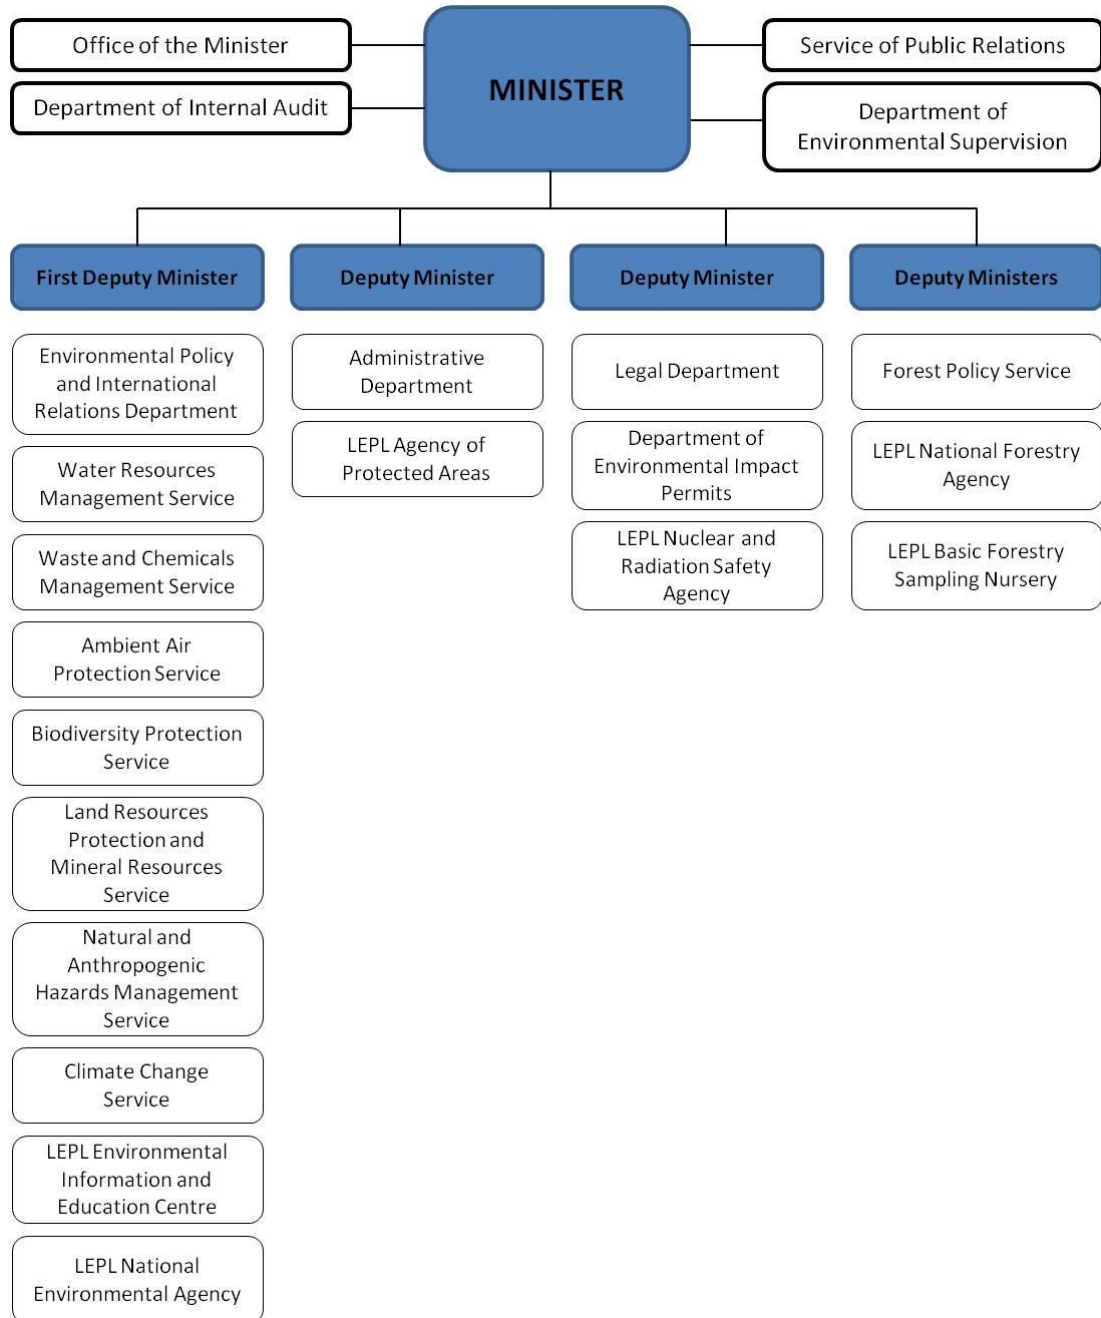 Office of the Minister
Department of Internal Audit
MINISTER
Service of Public Relations
Department of
Environmental Supervision
First Deputy Minister
Environmental Policy
and International
Relations Department
Water Resources
Management Service
Waste and Chemicals
Management Service
Ambient Air
Protection Service
Biodiversity Protection
Service
Land Resources
Protection and
Mineral Resources
Service
Natural and
Anthropogenic
Hazards Management
Service
Climate Change
Service
LEPL Environmental
Information and
Education Centre
LEPL National
Environmental Agency
Deputy Minister
Administrative
Department
LEPL Agency of
Protected Areas
Deputy Minister
Legal Department
Department of
Environmental Impact
Permits
LEPL Nuclear and
Radiation Safety
Agency
Deputy Ministers
Forest Policy Service
LEPL National Forestry
Agency
LEPL Basic Forestry
Sampling Nursery